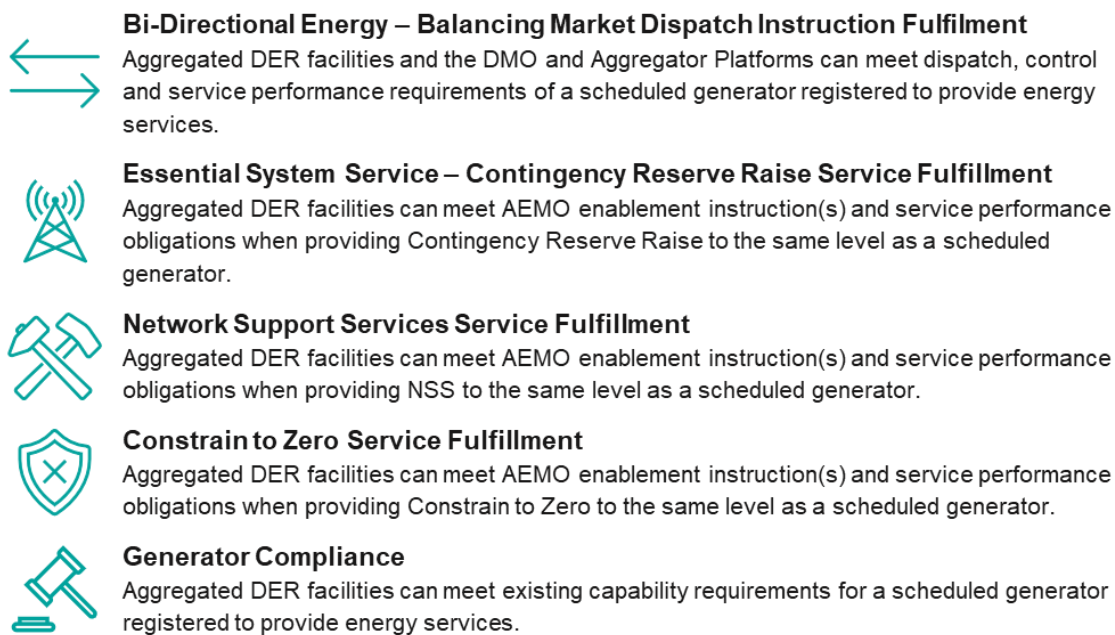 Bi-Directional Energy – Balancing Market Dispatch Instruction Fulfilment
Aggregated DER facilities and the DMO and Aggregator Platforms can meet dispatch, control
and service performance requirements of a scheduled generator registered to provide energy
services.
Essential System Service – Contingency Reserve Raise Service Fulfillment
Aggregated DER facilities can meet AEMO enablement instruction(s) and service performance
obligations when providing Contingency Reserve Raise to the same level as a scheduled
generator.
Network Support Services Service Fulfillment
Aggregated DER facilities can meet AEMO enablement instruction(s) and service performance
obligations when providing NSS to the same level as a scheduled generator.
Constrain to Zero Service Fulfillment
Aggregated DER facilities can meet AEMO enablement instruction(s) and service performance
obligations when providing Constrain to Zero to the same level as a scheduled generator.
Generator Compliance
Aggregated DER facilities can meet existing capability requirements for a scheduled generator
registered to provide energy services.